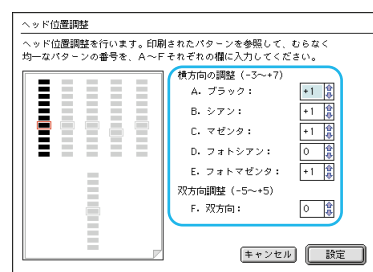 ヘッド位置調整
ヘッド位置調整を行います。印刷されたパターンを参照して、むらなく
均一なパターンの番号を、A〜Fそれぞれの欄に入力してください。
横方向の調整（-3〜+7）
A. ブラック： +1
B. シアン： +1
C. マゼンタ： +1
D. フォトシアン： 0
E. フォトマゼンタ： +1
双方向調整（-5〜+5）
F. 双方向： 0
キャンセル 設定